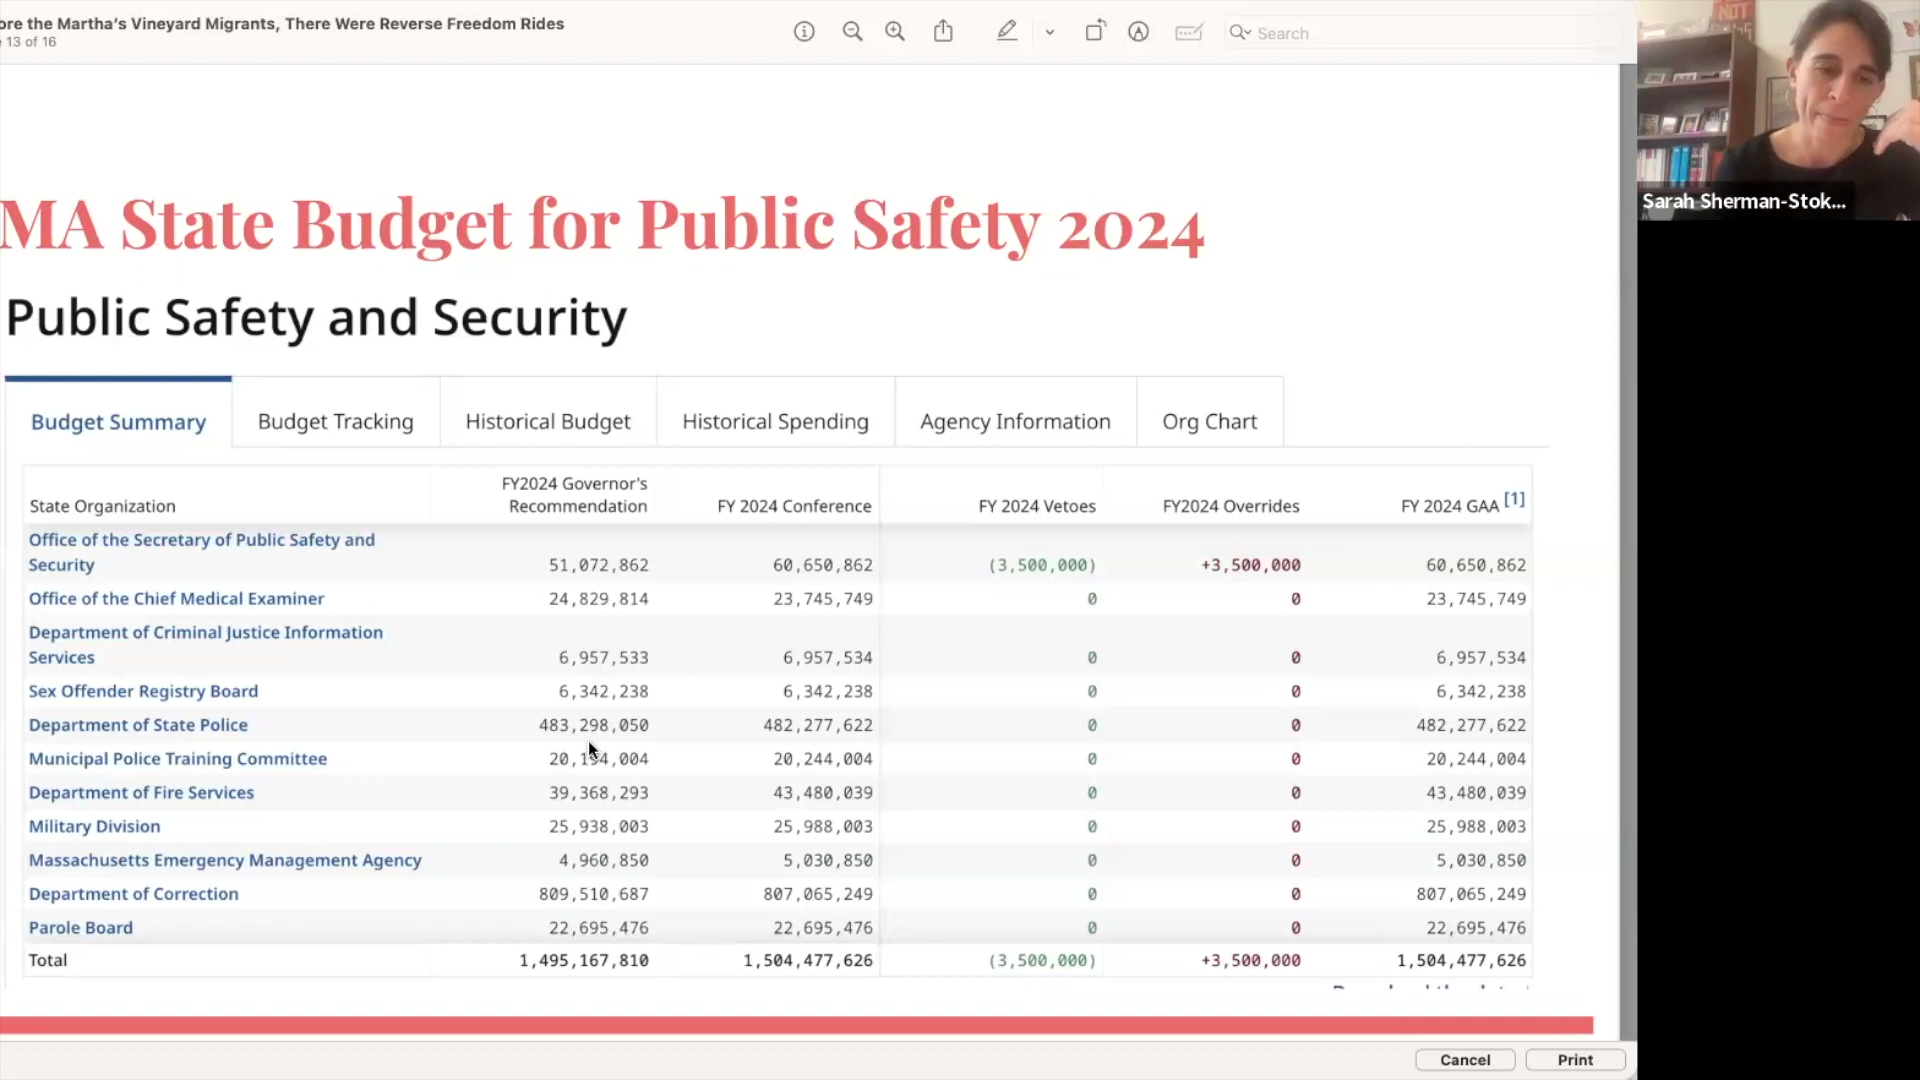 ore the Martha's Vineyard Migrants, There Were Reverse Freedom Rides
13 of 16
Search
NOT
Sarah Sherman-Stok...
MA State Budget for Public Safety 2024
Public Safety and Security
Budget Summary Budget Tracking Historical Budget Historical Spending Agency Information Org Chart
State Organization FY2024 Governor's Recommendation FY 2024 Conference FY 2024 Vetoes FY2024 Overrides FY 2024 GAA [1]
Office of the Secretary of Public Safety and
Security 51,072,862 60,650,862 (3,500,000) +3,500,000 60,650,862
Office of the Chief Medical Examiner 24,829,814 23,745,749 0 0 23,745,749
Department of Criminal Justice Information
Services 6,957,533 6,957,534 0 0 6,957,534
Sex Offender Registry Board 6,342,238 6,342,238 0 0 6,342,238
Department of State Police 483,298,050 482,277,622 0 0 482,277,622
Municipal Police Training Committee 20,194,004 20,244,004 0 0 20,244,004
Department of Fire Services 39,368,293 43,480,039 0 0 43,480,039
Military Division 25,938,003 25,988,003 0 0 25,988,003
Massachusetts Emergency Management Agency 4,960,850 5,030,850 0 0 5,030,850
Department of Correction 809,510,687 807,065,249 0 0 807,065,249
Parole Board 22,695,476 22,695,476 0 0 22,695,476
Total 1,495,167,810 1,504,477,626 (3,500,000) +3,500,000 1,504,477,626
Cancel Print